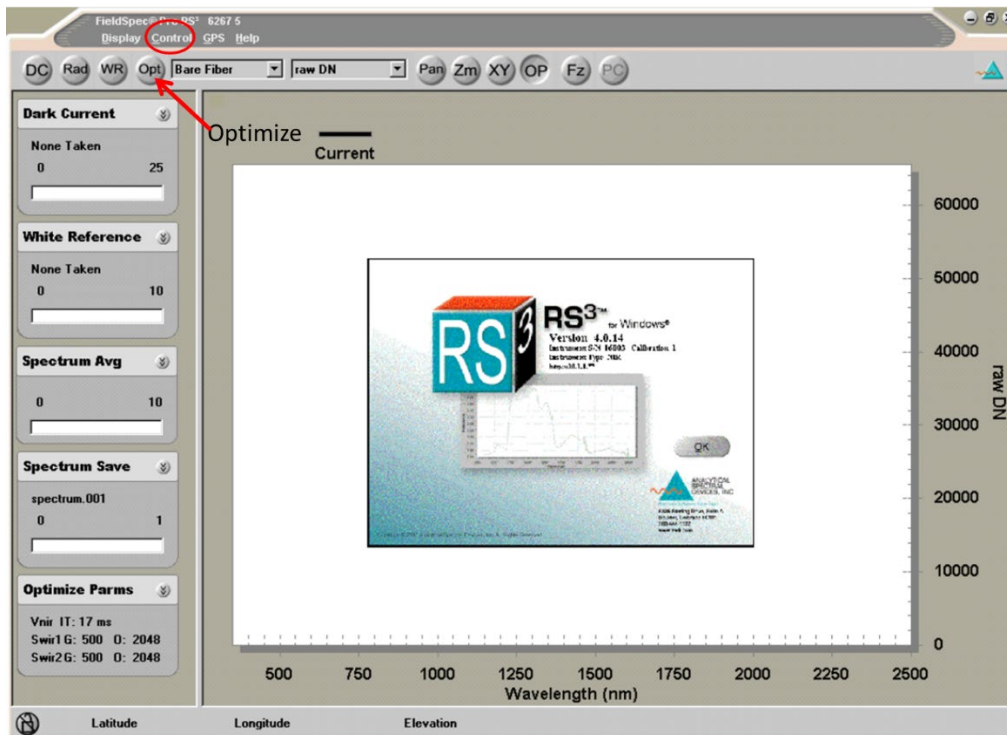 FieldSpec® Pro RS³ 6267 5
Display Control GPS Help
DC Rad WR Opt Bare Fiber raw DN Pan Zm XY OP Fz PC
Optimize
Current
Dark Current
None Taken
0 25
White Reference
None Taken
0 10
Spectrum Avg
0 10
Spectrum Save
spectrum.001
0 1
Optimize Parms
Vnir IT: 17 ms
Swir1 G: 500 O: 2048
Swir2 G: 500 O: 2048
RS3
RS³™ for Windows®
Version 4.0.14
OK
ANALYTICAL
SPECTRAL
DEVICES, INC
60000
50000
40000
30000
20000
10000
0
raw DN
500 750 1000 1250 1500 1750 2000 2250 2500
Wavelength (nm)
Latitude Longitude Elevation